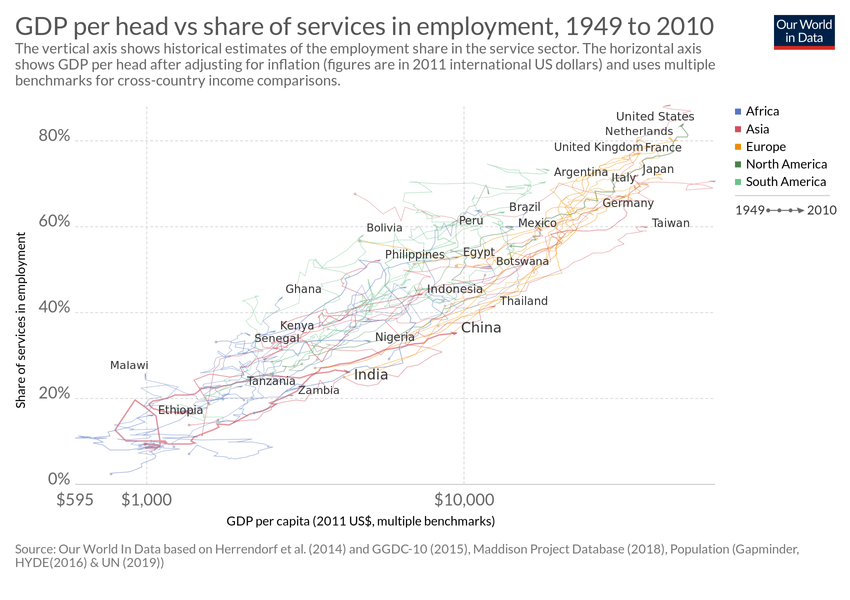 GDP per head vs share of services in employment, 1949 to 2010
Our World
in Data
The vertical axis shows historical estimates of the employment share in the service sector. The horizontal axis
shows GDP per head after adjusting for inflation (figures are in 2011 international US dollars) and uses multiple
benchmarks for cross-country income comparisons.
Share of services in employment
80%
60%
40%
20%
0%
$595
$1,000
$10,000
GDP per capita (2011 US$, multiple benchmarks)
United States
Netherlands
United Kingdom
France
Argentina
Italy
Japan
Germany
Brazil
Peru
Mexico
Taiwan
Bolivia
Philippines
Egypt
Botswana
Ghana
Indonesia
Thailand
Kenya
Senegal
Nigeria
China
Malawi
Tanzania
India
Zambia
Ethiopia
Africa
Asia
Europe
North America
South America
1949
2010
Source: Our World In Data based on Herrendorf et al. (2014) and GGDC-10 (2015), Maddison Project Database (2018), Population (Gapminder,
HYDE(2016) & UN (2019))